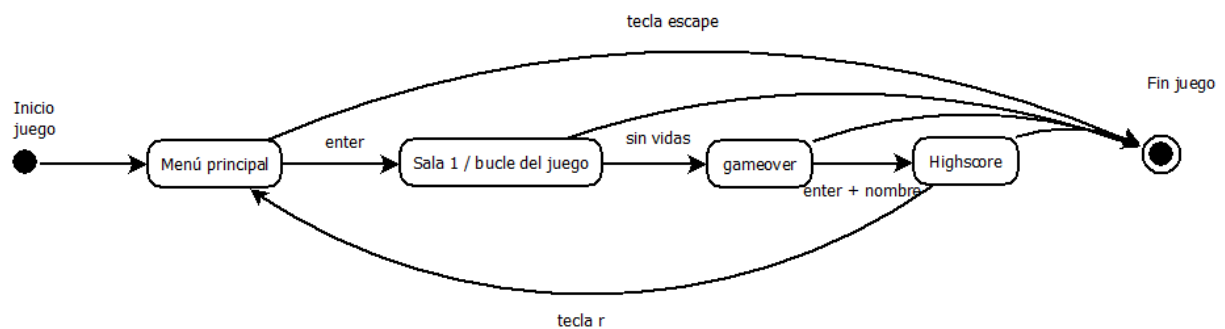 tecla escape
Fin juego
Inicio
juego
enter
sin vidas
Menú principal
Sala 1 / bucle del juego
gameover
Highscore
enter + nombre
tecla r